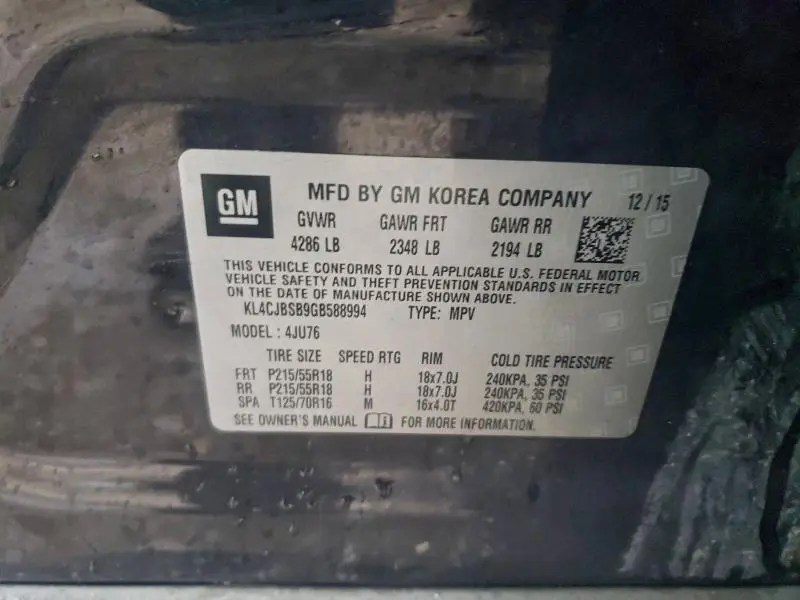 GM
MFD BY GM KOREA COMPANY 12/15
GVWR GAWR FRT GAWR RR
4286 LB 2348 LB 2194 LB
THIS VEHICLE CONFORMS TO ALL APPLICABLE U.S. FEDERAL MOTOR
VEHICLE SAFETY AND THEFT PREVENTION STANDARDS IN EFFECT
ON THE DATE OF MANUFACTURE SHOWN ABOVE.
KL4CJBSB9GB588994 TYPE: MPV
MODEL: 4JU76
TIRE SIZE SPEED RTG RIM COLD TIRE PRESSURE
FRT P215/55R18 H 18x7.0J 240KPA, 35 PSI
RR P215/55R18 H 18x7.0J 240KPA, 35 PSI
SPA T125/70R16 M 16x4.0T 420KPA, 60 PSI
SEE OWNER'S MANUAL FOR MORE INFORMATION.